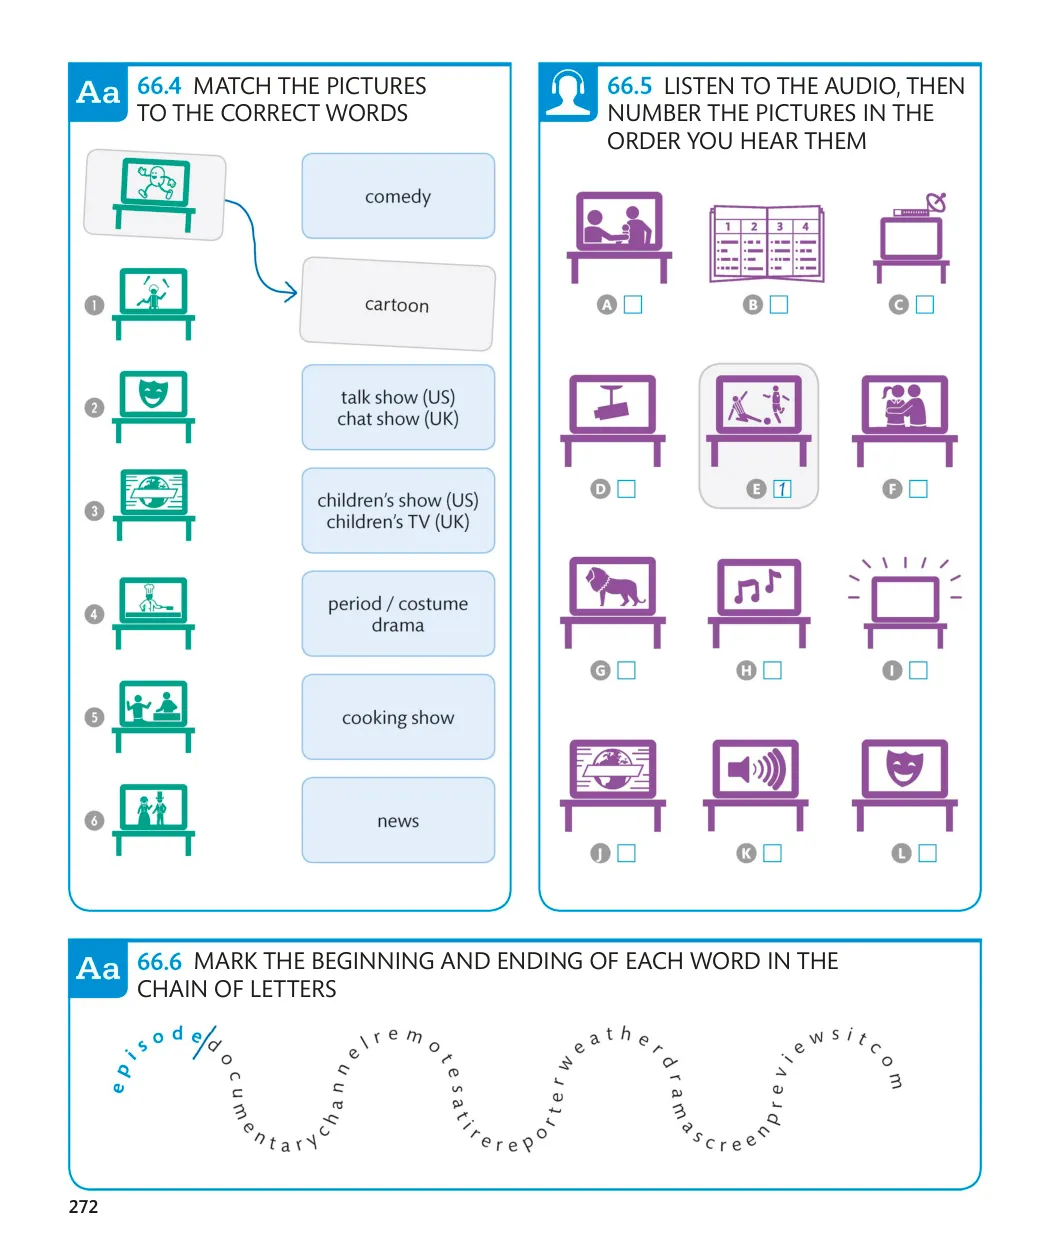 Aa
66.4 MATCH THE PICTURES
TO THE CORRECT WORDS
comedy
cartoon
1
talk show (US)
chat show (UK)
2
children's show (US)
children's TV (UK)
3
period / costume
drama
4
cooking show
5
news
6
66.5 LISTEN TO THE AUDIO, THEN
NUMBER THE PICTURES IN THE
ORDER YOU HEAR THEM
1 2 3 4
A
B
C
D
E 1
F
G
H
I
J
K
L
Aa
66.6 MARK THE BEGINNING AND ENDING OF EACH WORD IN THE
CHAIN OF LETTERS
episode/documentarychannelremotesatirereporterweatherdramascreenpreviewsitcom
272